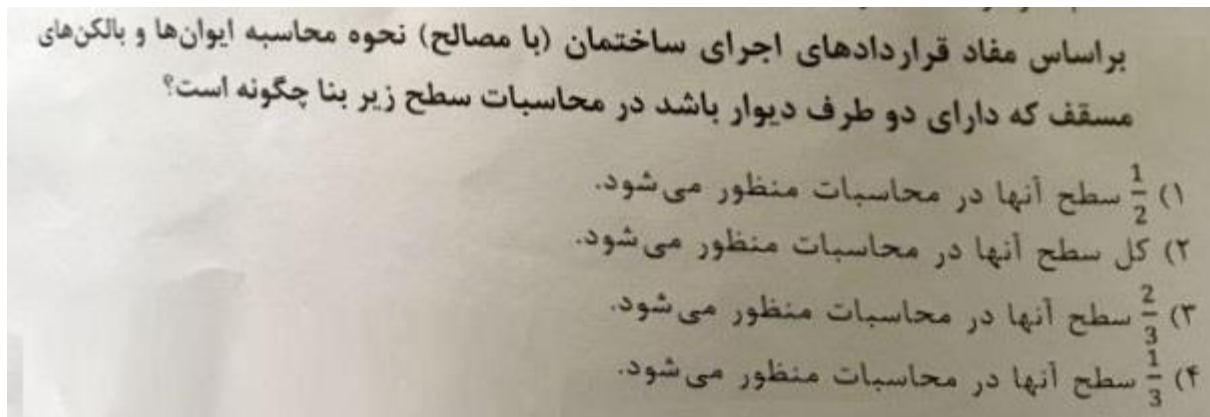 براساس مفاد قراردادهای اجرای ساختمان (با مصالح) نحوه محاسبه ایوان‌ها و بالکن‌های
مسقف که دارای دو طرف دیوار باشد در محاسبات سطح زیر بنا چگونه است؟
۱) 1/2 سطح آنها در محاسبات منظور می‌شود.
۲) کل سطح آنها در محاسبات منظور می‌شود.
۳) 2/3 سطح آنها در محاسبات منظور می‌شود.
۴) 1/3 سطح آنها در محاسبات منظور می‌شود.